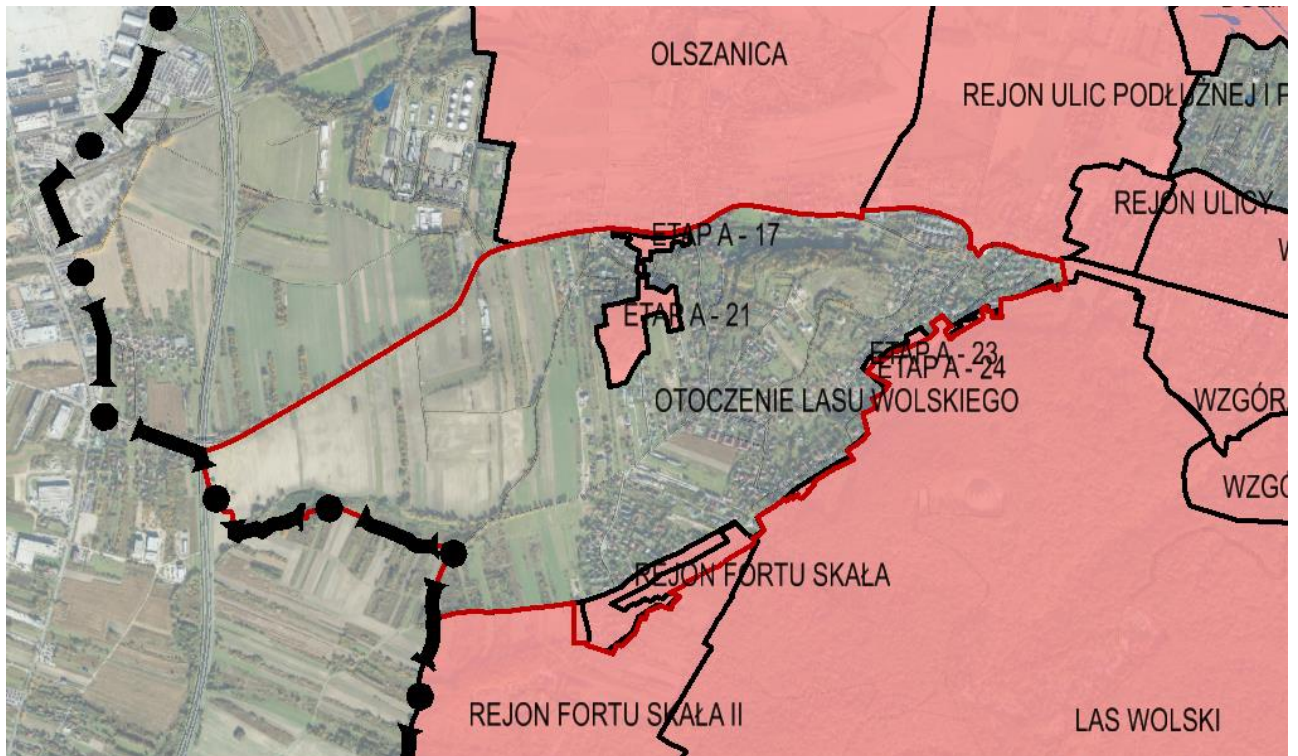 OLSZANICA
REJON ULIC PODŁUŻNEJ I P
REJON ULICY
ETAP A - 17
W
ETAP A - 21
ETAP A - 23
ETAP A - 24
OTOCZENIE LASU WOLSKIEGO
WZGÓR
WZGÓ
REJON FORTU SKAŁA
REJON FORTU SKAŁA II
LAS WOLSKI